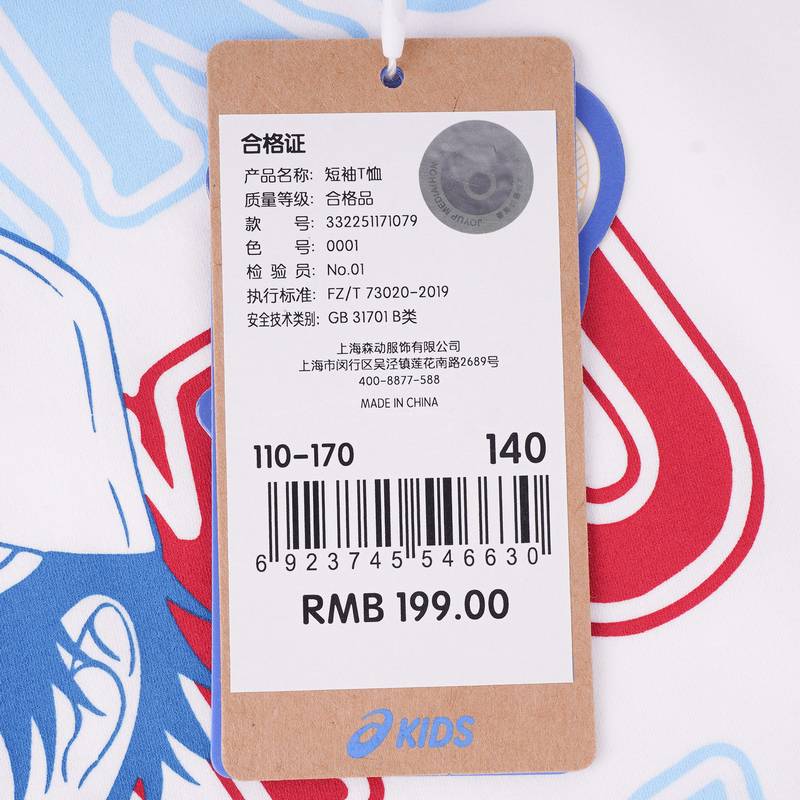 合格证
产品名称: 短袖T恤
质量等级: 合格品
款 号: 332251171079
色 号: 0001
检 验 员: No.01
执行标准: FZ/T 73020-2019
安全技术类别: GB 31701 B类
上海森动服饰有限公司
上海市闵行区吴泾镇莲花南路2689号
400-8877-588
MADE IN CHINA
110-170 140
6 923745 546630
RMB 199.00
KIDS